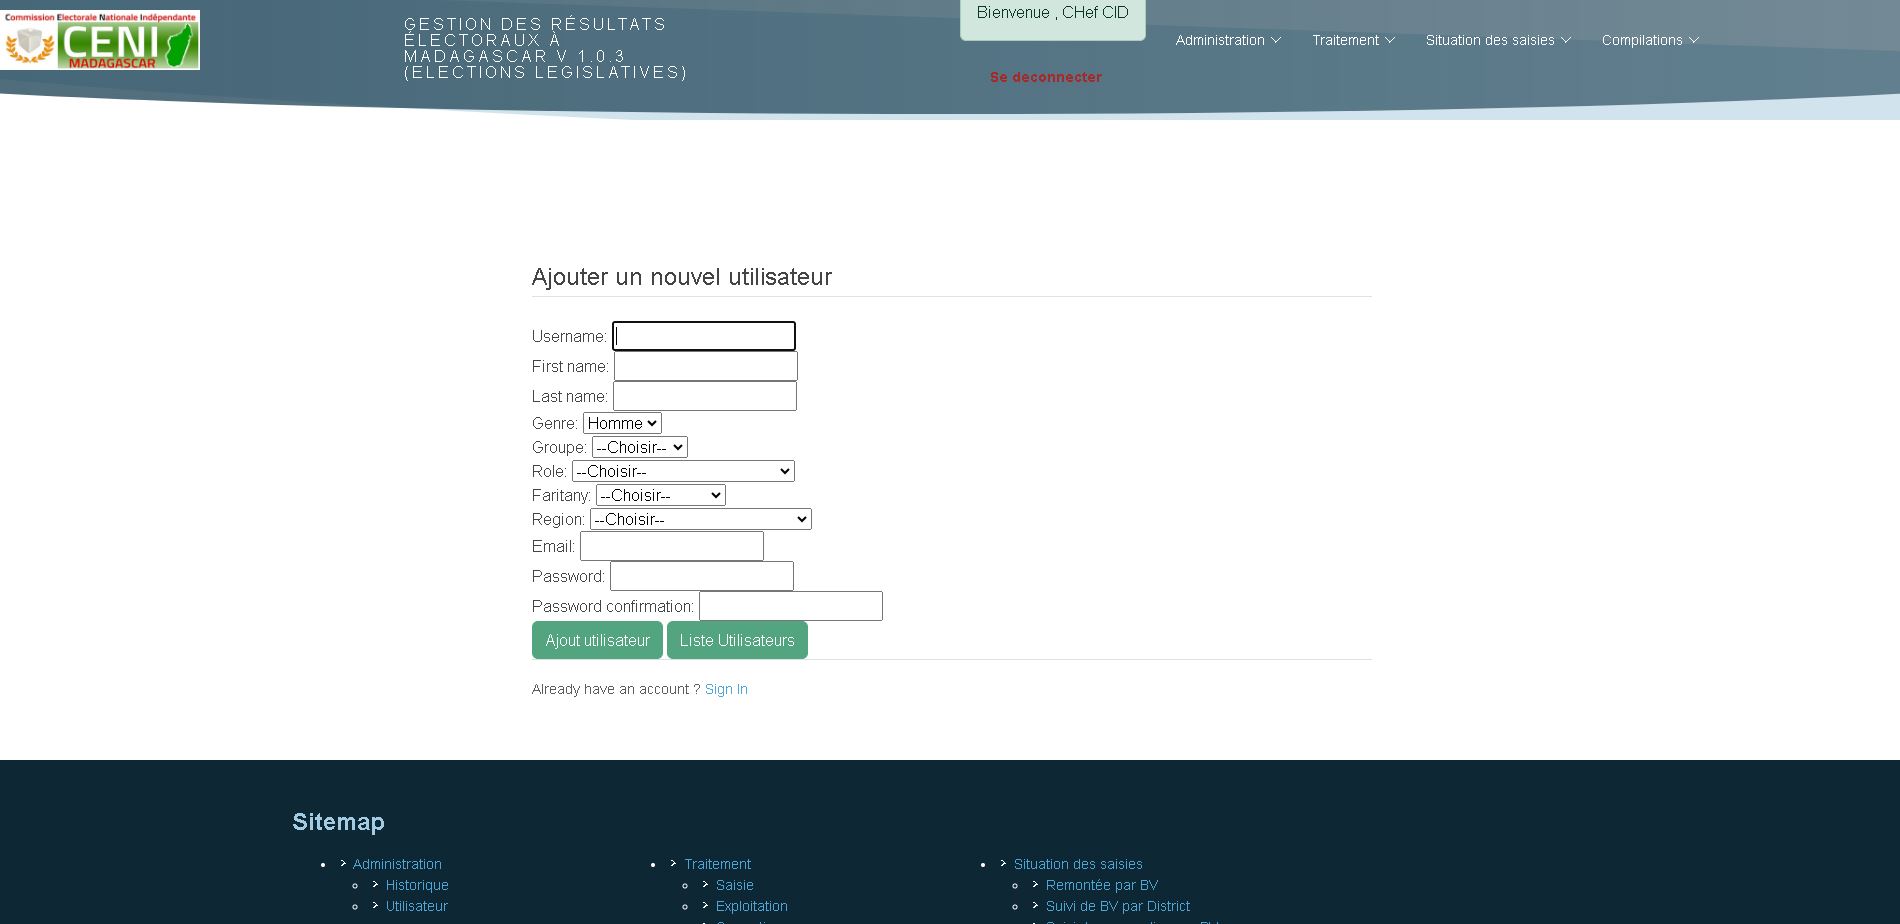 Commission Electorale Nationale Indépendante
CENI
MADAGASCAR
GESTION DES RÉSULTATS
ÉLECTORAUX À
MADAGASCAR V 1.0.3
(ELECTIONS LEGISLATIVES)
Bienvenue , CHef CID
Se deconnecter
Administration
Traitement
Situation des saisies
Compilations
Ajouter un nouvel utilisateur
Username:
First name:
Last name:
Genre: Homme
Groupe: --Choisir--
Role: --Choisir--
Faritany: --Choisir--
Region: --Choisir--
Email:
Password:
Password confirmation:
Ajout utilisateur Liste Utilisateurs
Already have an account ? Sign In
Sitemap
Administration
Historique
Utilisateur
Traitement
Saisie
Exploitation
Situation des saisies
Remontée par BV
Suivi de BV par District